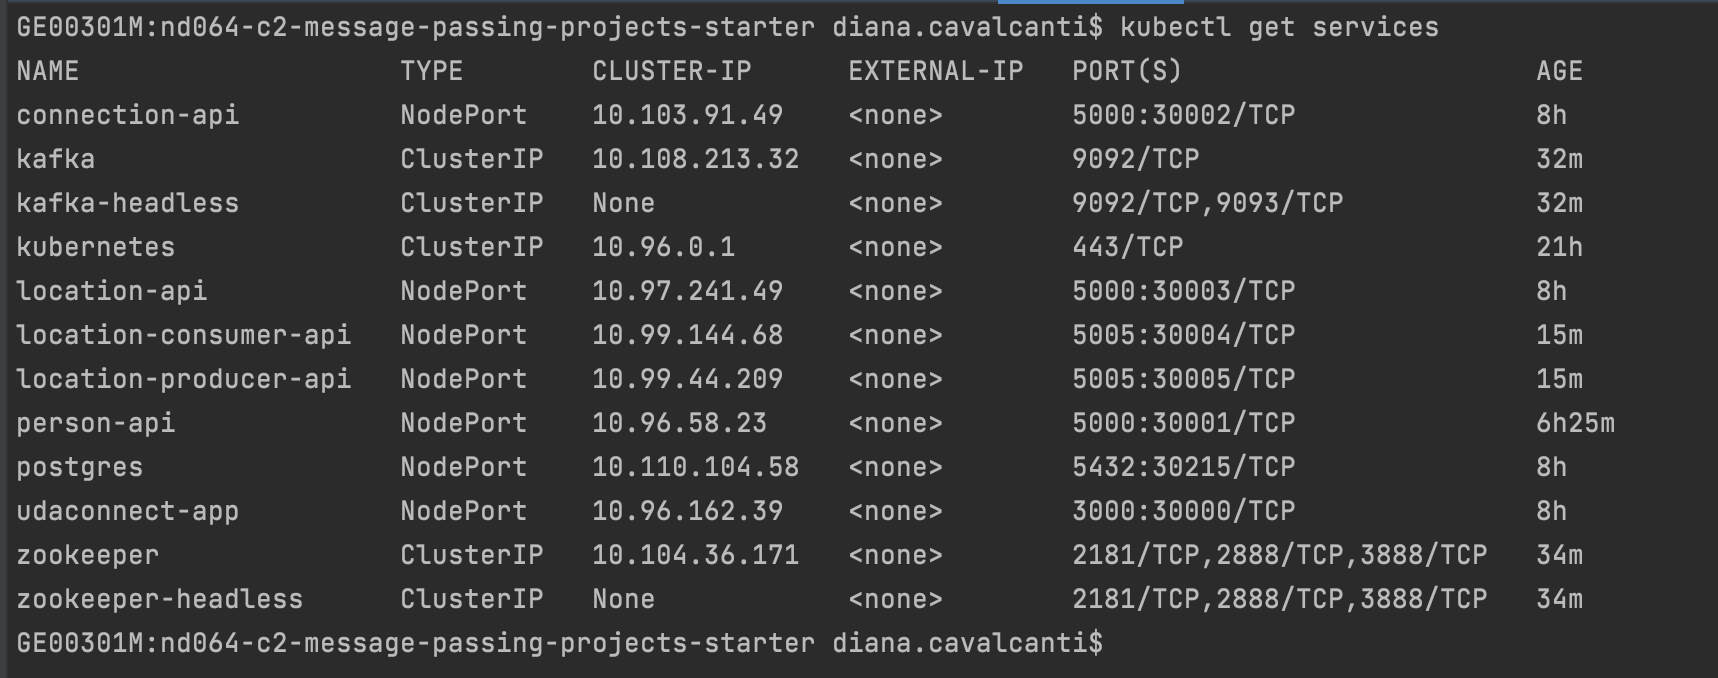 GE00301M:nd064-c2-message-passing-projects-starter diana.cavalcanti$ kubectl get services
NAME TYPE CLUSTER-IP EXTERNAL-IP PORT(S) AGE
connection-api NodePort 10.103.91.49 <none> 5000:30002/TCP 8h
kafka ClusterIP 10.108.213.32 <none> 9092/TCP 32m
kafka-headless ClusterIP None <none> 9092/TCP,9093/TCP 32m
kubernetes ClusterIP 10.96.0.1 <none> 443/TCP 21h
location-api NodePort 10.97.241.49 <none> 5000:30003/TCP 8h
location-consumer-api NodePort 10.99.144.68 <none> 5005:30004/TCP 15m
location-producer-api NodePort 10.99.44.209 <none> 5005:30005/TCP 15m
person-api NodePort 10.96.58.23 <none> 5000:30001/TCP 6h25m
postgres NodePort 10.110.104.58 <none> 5432:30215/TCP 8h
udaconnect-app NodePort 10.96.162.39 <none> 3000:30000/TCP 8h
zookeeper ClusterIP 10.104.36.171 <none> 2181/TCP,2888/TCP,3888/TCP 34m
zookeeper-headless ClusterIP None <none> 2181/TCP,2888/TCP,3888/TCP 34m
GE00301M:nd064-c2-message-passing-projects-starter diana.cavalcanti$